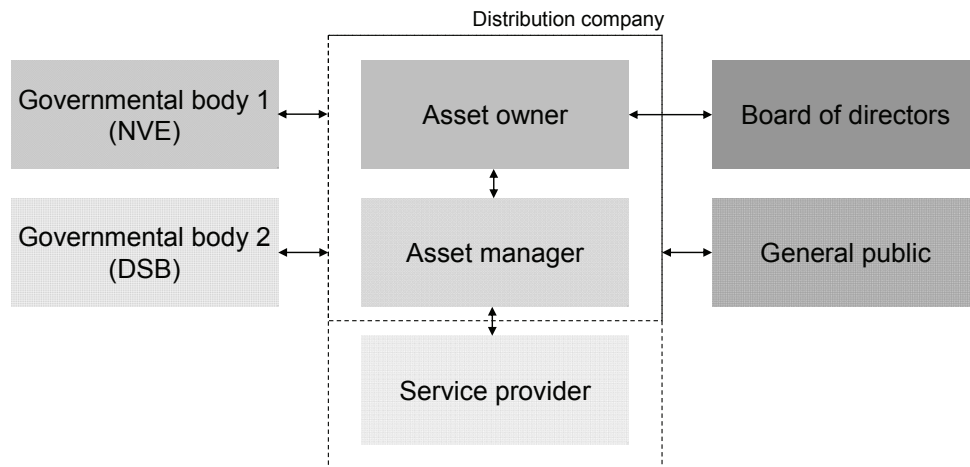 Distribution company
Governmental body 1
(NVE)
Asset owner
Board of directors
Governmental body 2
(DSB)
Asset manager
General public
Service provider